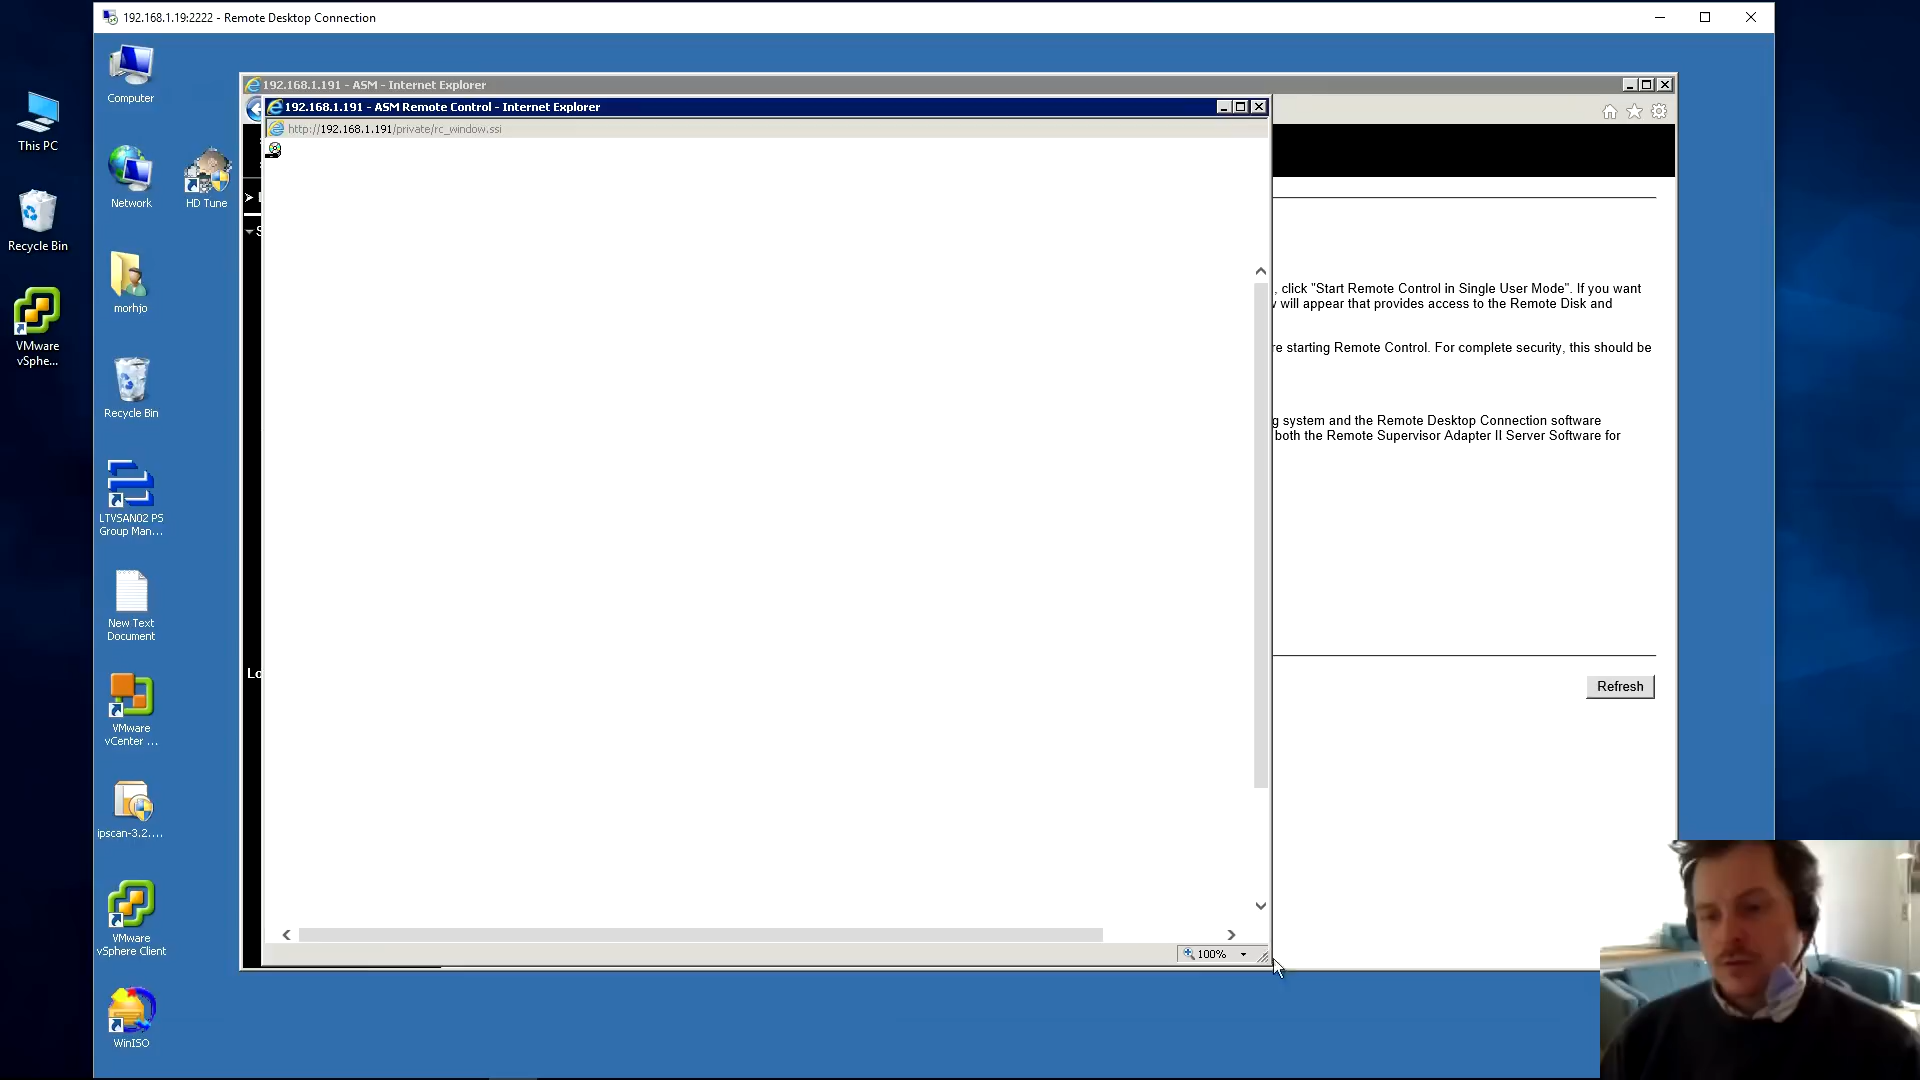 192.168.1.19:2222 - Remote Desktop Connection
This PC
Recycle Bin
VMware
vSphe...
Computer
Network
HD Tune
morhjo
Recycle Bin
LTVSAN02 PS
Group Man...
New Text
Document
VMware
vCenter ...
ipscan-3.2....
VMware
vSphere Client
WinISO
192.168.1.191 - ASM - Internet Explorer
192.168.1.191 - ASM Remote Control - Internet Explorer
http://192.168.1.191/private/rc_window.ssi
, click "Start Remote Control in Single User Mode". If you want
will appear that provides access to the Remote Disk and
re starting Remote Control. For complete security, this should be
g system and the Remote Desktop Connection software
both the Remote Supervisor Adapter II Server Software for
Lo
Refresh
100%